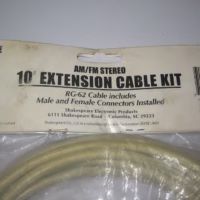 AM/FM STEREO
10' EXTENSION CABLE KIT
RG-62 Cable includes
Male and Female Connectors Installed
Shakespeare Electronic Products
6111 Shakespeare Road - Columbia, SC 29223